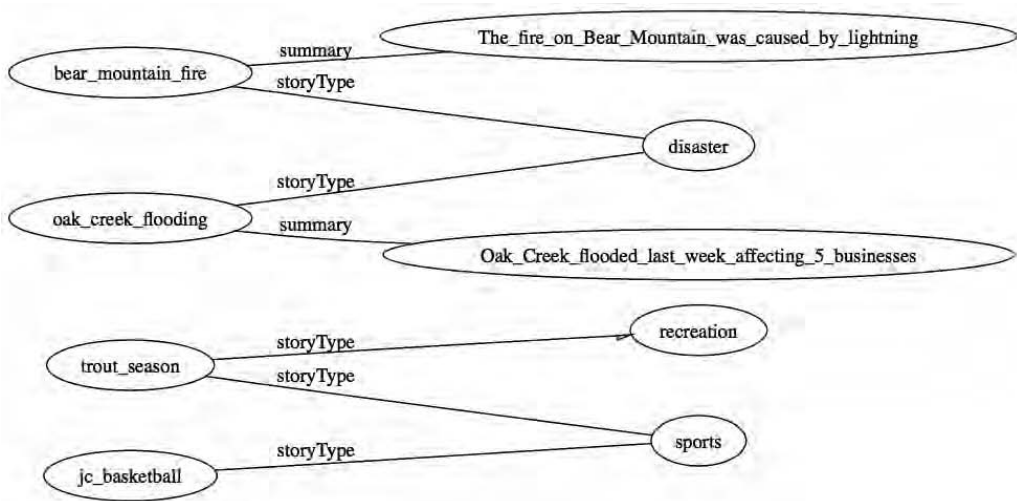 summary
The_fire_on_Bear_Mountain_was_caused_by_lightning
bear_mountain_fire
storyType
disaster
storyType
oak_creek_flooding
summary
Oak_Creek_flooded_last_week_affecting_5_businesses
recreation
storyType
trout_season
storyType
sports
storyType
jc_basketball